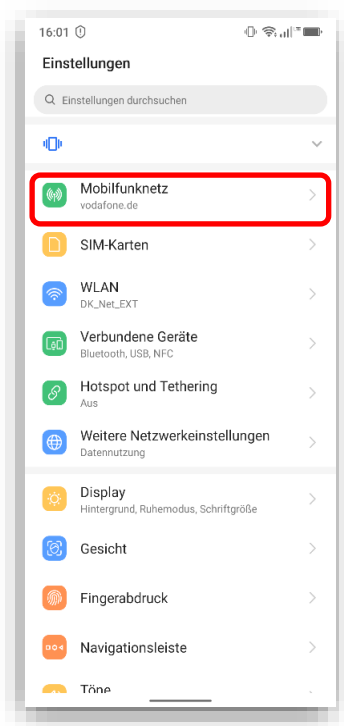 16:01
Einstellungen
Einstellungen durchsuchen
Mobilfunknetz
vodafone.de
SIM-Karten
WLAN
DK_Net_EXT
Verbundene Geräte
Bluetooth, USB, NFC
Hotspot und Tethering
Aus
Weitere Netzwerkeinstellungen
Datennutzung
Display
Hintergrund, Ruhemodus, Schriftgröße
Gesicht
Fingerabdruck
Navigationsleiste
Töne